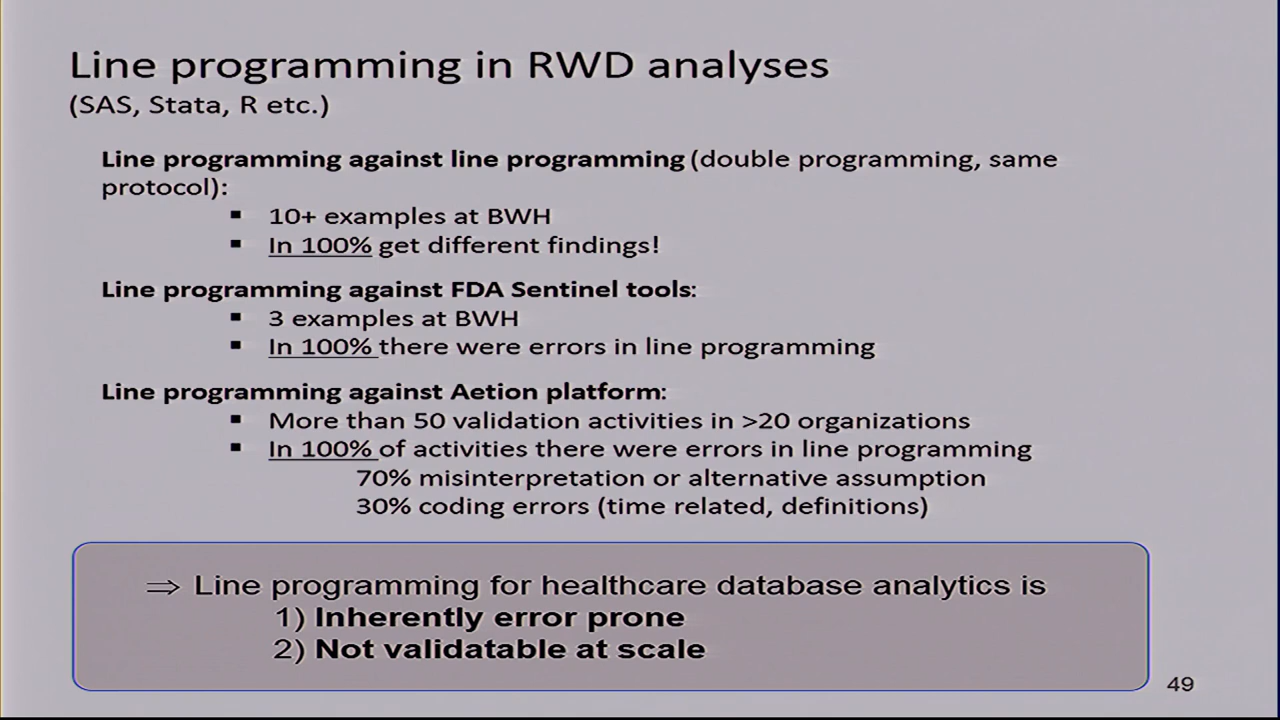 Line programming in RWD analyses
(SAS, Stata, R etc.)
Line programming against line programming (double programming, same
protocol):
▪ 10+ examples at BWH
▪ In 100% get different findings!
Line programming against FDA Sentinel tools:
▪ 3 examples at BWH
▪ In 100% there were errors in line programming
Line programming against Aetion platform:
▪ More than 50 validation activities in >20 organizations
▪ In 100% of activities there were errors in line programming
70% misinterpretation or alternative assumption
30% coding errors (time related, definitions)
⇒ Line programming for healthcare database analytics is
1) Inherently error prone
2) Not validatable at scale
49